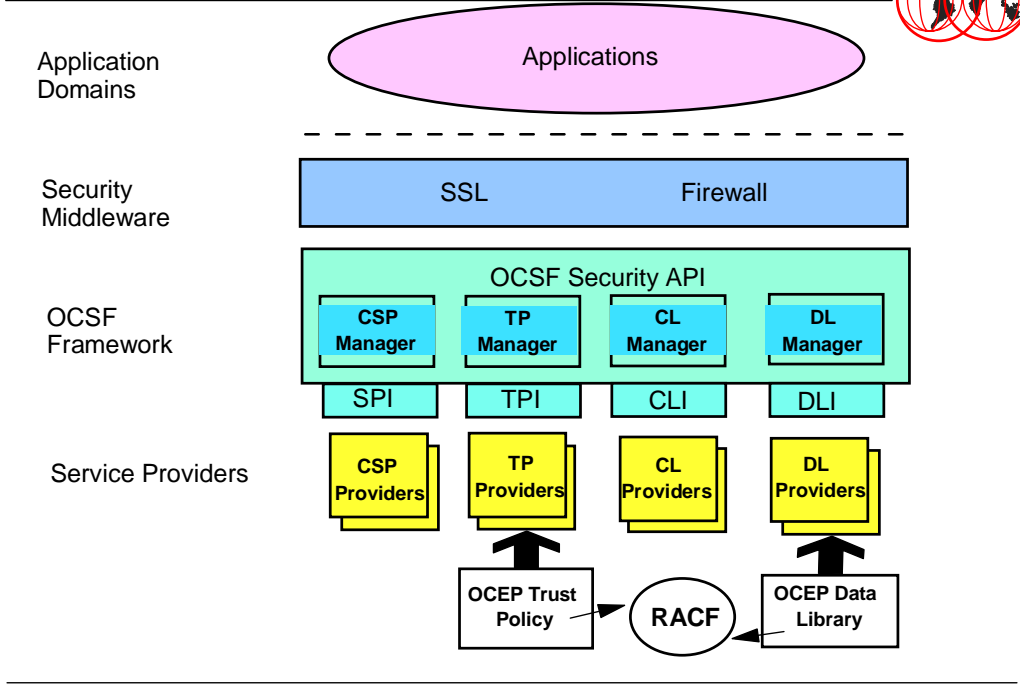 Application
Domains
Applications
Security
Middleware
SSL Firewall
OCSF
Framework
OCSF Security API
CSP
Manager
TP
Manager
CL
Manager
DL
Manager
SPI TPI CLI DLI
Service Providers
CSP
Providers
TP
Providers
CL
Providers
DL
Providers
OCEP Trust
Policy
RACF
OCEP Data
Library